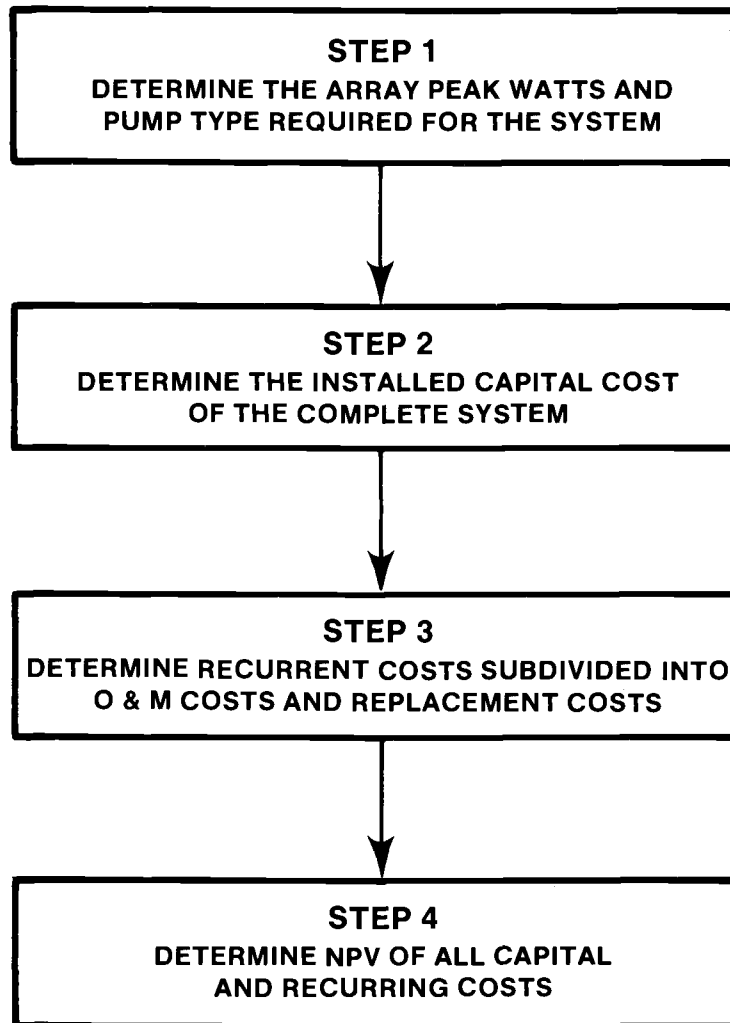 STEP 1
DETERMINE THE ARRAY PEAK WATTS AND
PUMP TYPE REQUIRED FOR THE SYSTEM
STEP 2
DETERMINE THE INSTALLED CAPITAL COST
OF THE COMPLETE SYSTEM
STEP 3
DETERMINE RECURRENT COSTS SUBDIVIDED INTO
O & M COSTS AND REPLACEMENT COSTS
STEP 4
DETERMINE NPV OF ALL CAPITAL
AND RECURRING COSTS